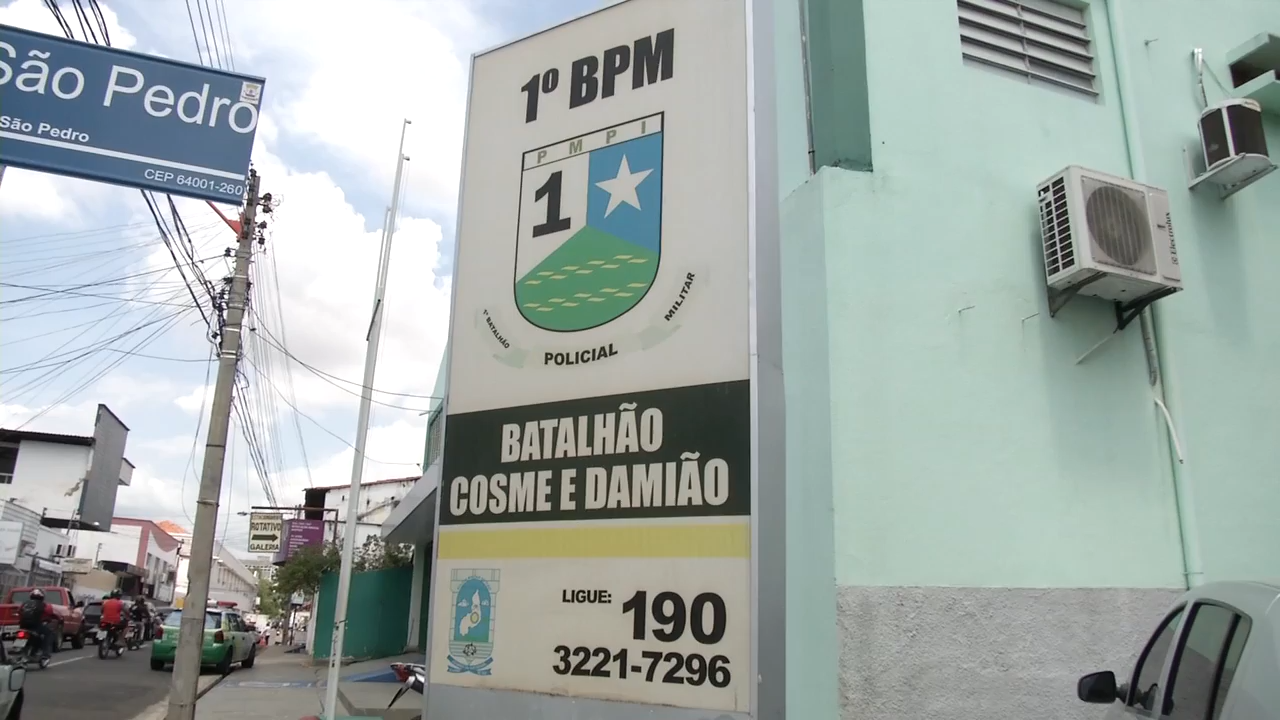 São Pedro
São Pedro
CEP 64001-260
1º BPM
PMPI
1
1º BATALHÃO
POLICIAL
MILITAR
BATALHÃO
COSME E DAMIÃO
LIGUE: 190
3221-7296
ROTATIVO
GALERIA
Electrolux